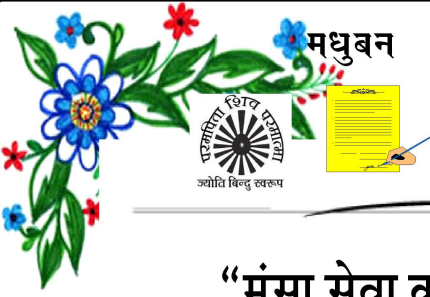 मधुबन
परमपिता शिव परमात्मा
ज्योति बिन्दु स्वरूप
“मंसा सेवा